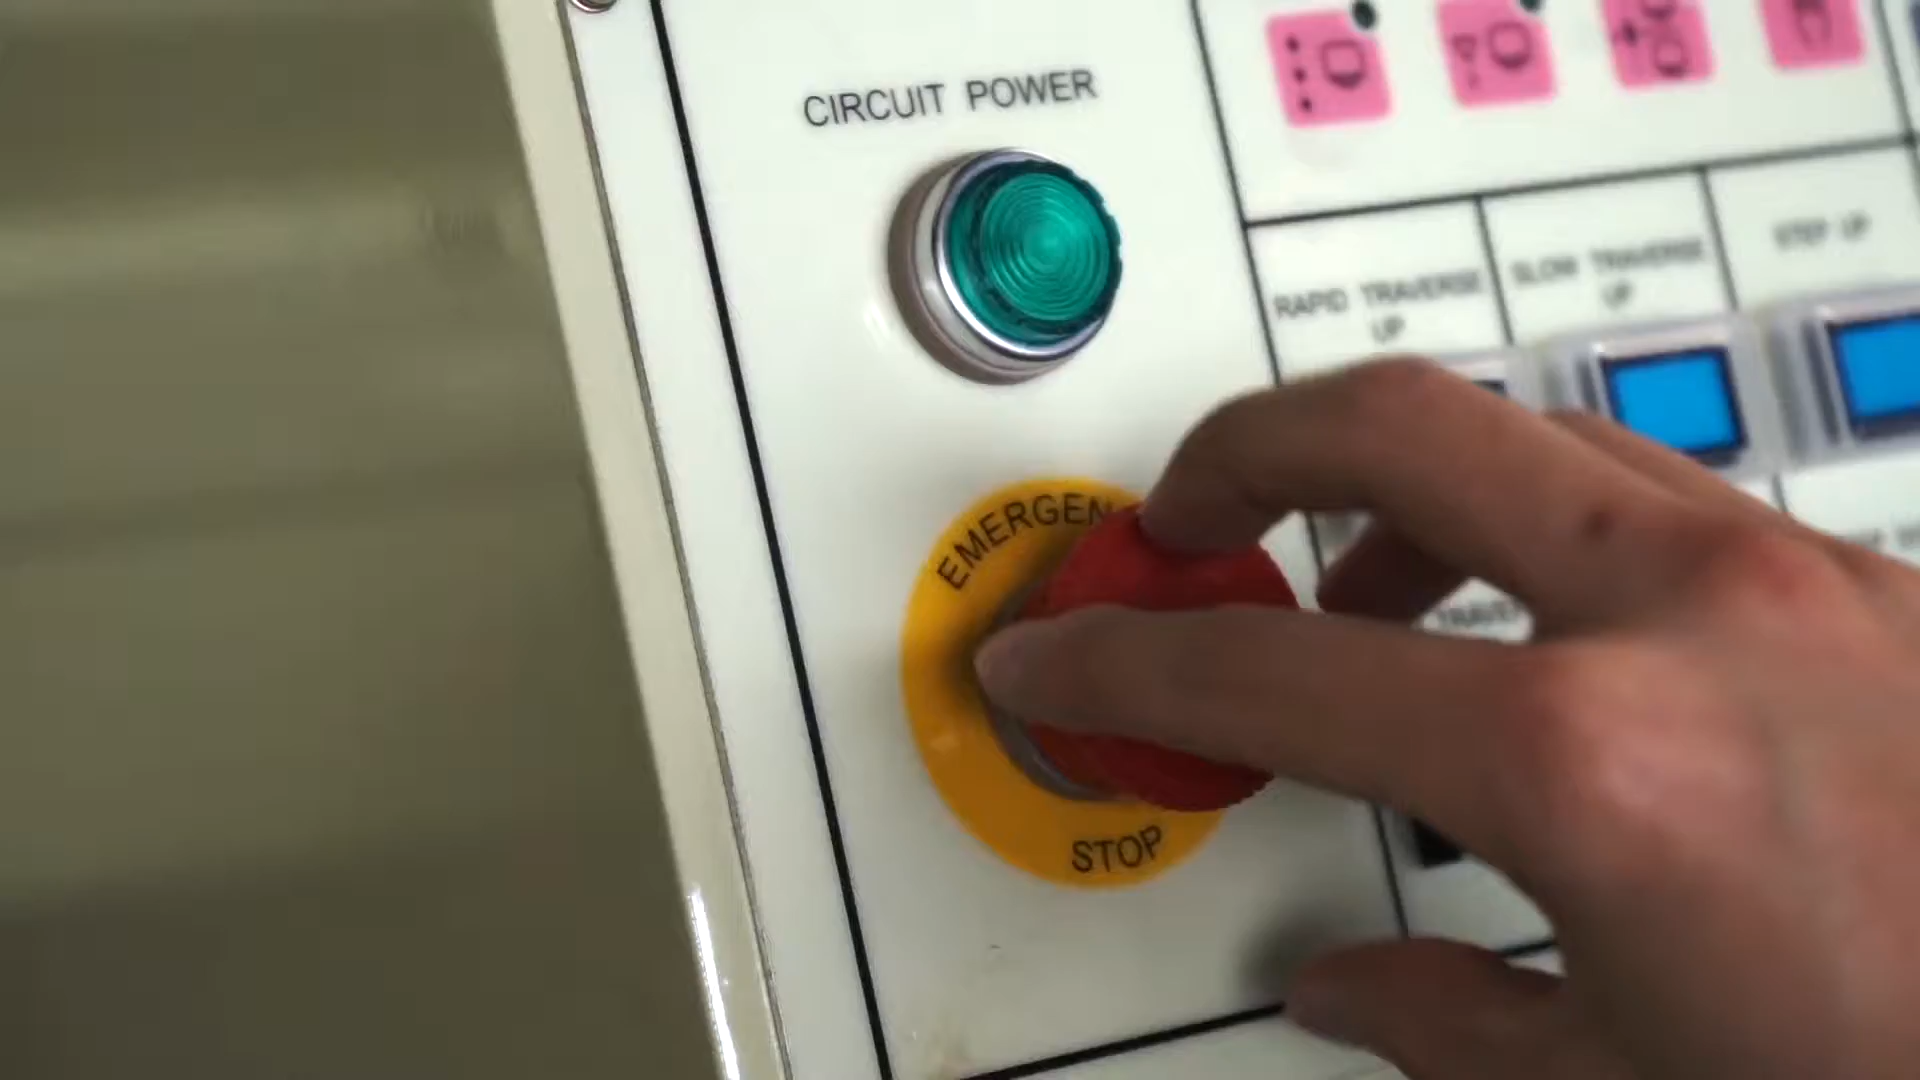 CIRCUIT POWER
RAPID TRAVERSE
UP
SLOW TRAVERSE
UP
STEP UP
EMERGEN
STOP